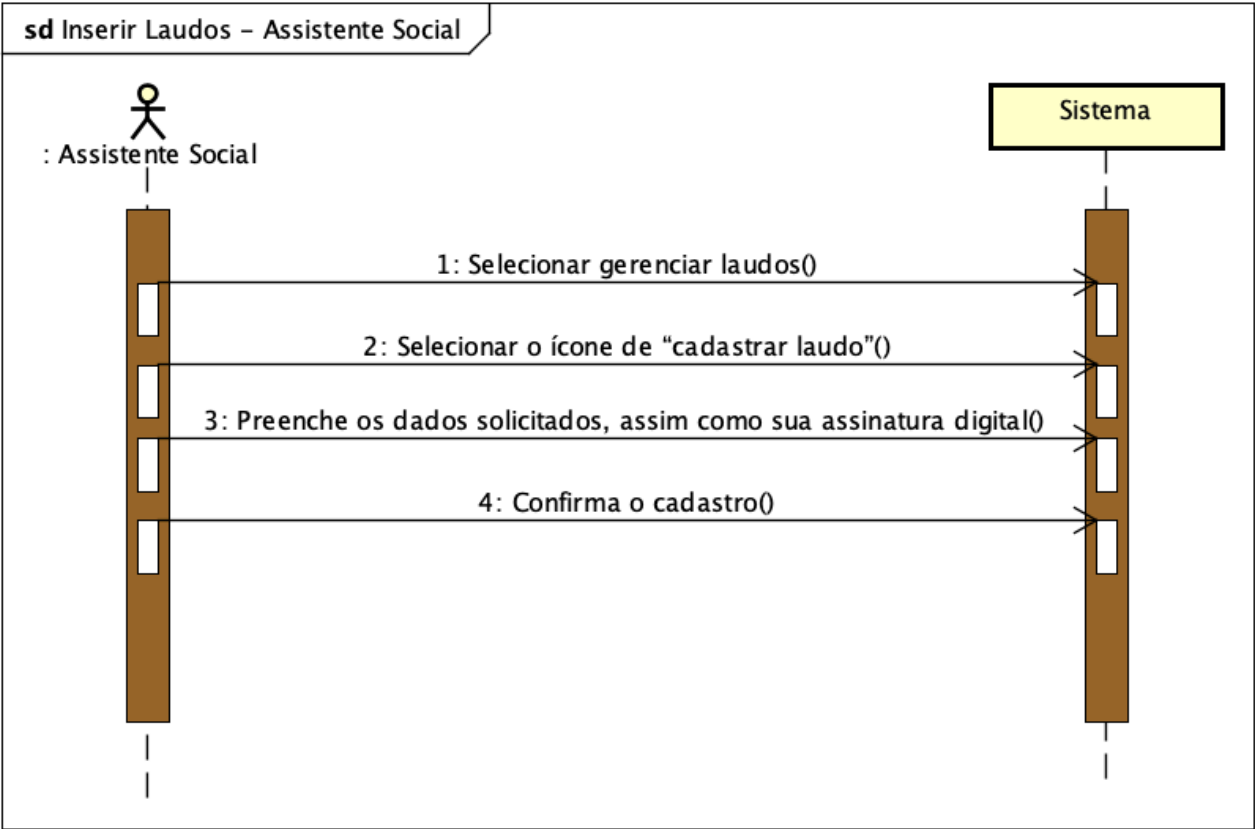 sd Inserir Laudos – Assistente Social
: Assistente Social
Sistema
1: Selecionar gerenciar laudos()
2: Selecionar o ícone de “cadastrar laudo”()
3: Preenche os dados solicitados, assim como sua assinatura digital()
4: Confirma o cadastro()